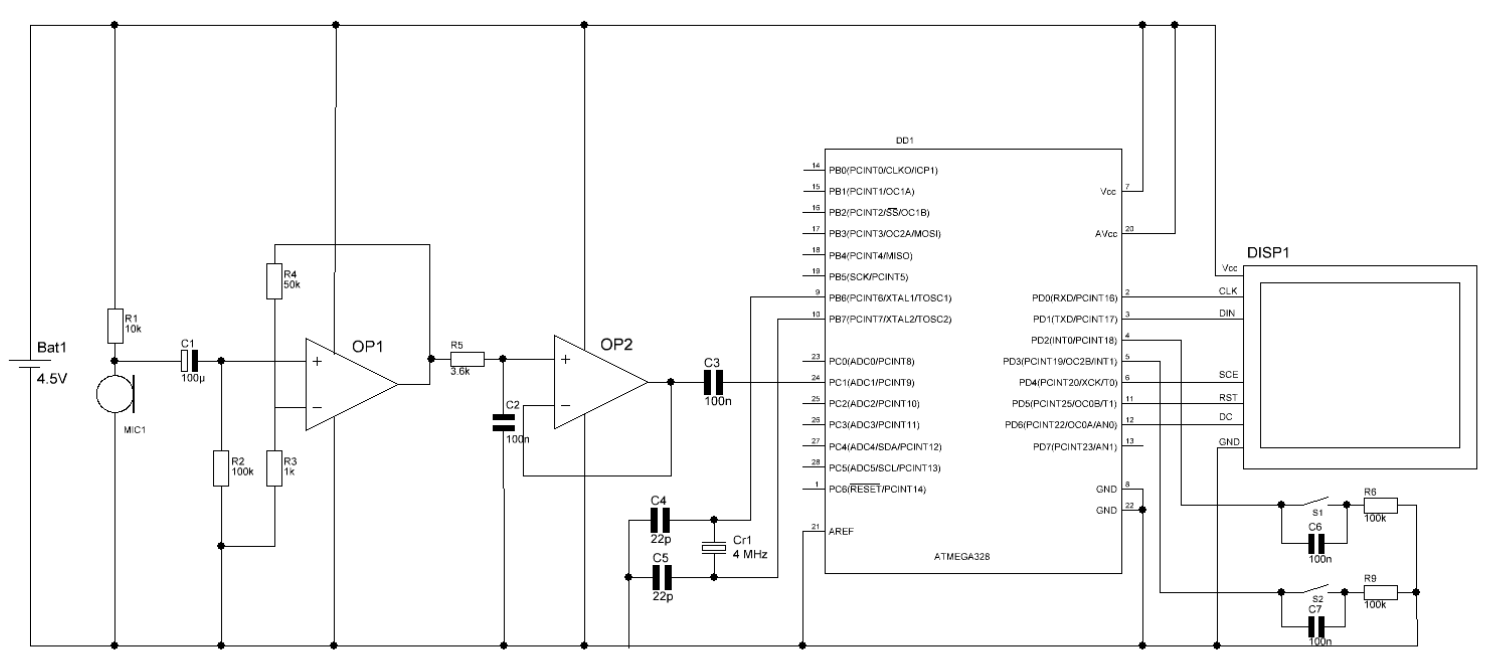 Bat1
4.5V
R1
10k
MIC1
C1
100µ
R2
100k
R4
50k
R3
1k
OP1
+
−
R5
3.6k
C2
100n
OP2
+
−
C3
100n
C4
22p
C5
22p
Cr1
4 MHz
DD1
14 PB0(PCINT0/CLKO/ICP1)
15 PB1(PCINT1/OC1A)
16 PB2(PCINT2/SS/OC1B)
17 PB3(PCINT3/OC2A/MOSI)
18 PB4(PCINT4/MISO)
19 PB5(SCK/PCINT5)
9 PB6(PCINT6/XTAL1/TOSC1)
10 PB7(PCINT7/XTAL2/TOSC2)
23 PC0(ADC0/PCINT8)
24 PC1(ADC1/PCINT9)
25 PC2(ADC2/PCINT10)
26 PC3(ADC3/PCINT11)
27 PC4(ADC4/SDA/PCINT12)
28 PC5(ADC5/SCL/PCINT13)
1 PC6(RESET/PCINT14)
21 AREF
Vcc 7
AVcc 20
PD0(RXD/PCINT16) 2
PD1(TXD/PCINT17) 3
PD2(INT0/PCINT18) 4
PD3(PCINT19/OC2B/INT1) 5
PD4(PCINT20/XCK/T0) 6
PD5(PCINT25/OC0B/T1) 11
PD6(PCINT22/OC0A/AN0) 12
PD7(PCINT23/AN1) 13
GND 8
GND 22
ATMEGA328
DISP1
Vcc
CLK
DIN
SCE
RST
DC
GND
S1
C6
100n
R6
100k
S2
C7
100n
R9
100k